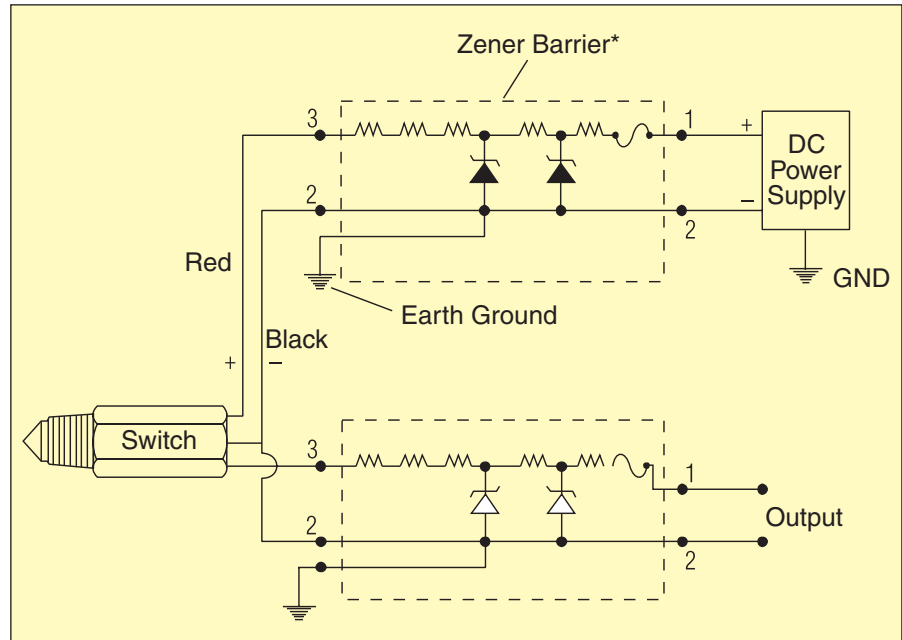 Zener Barrier*
3
1
+
DC
Power
Supply
2
−
2
Red
GND
Earth Ground
Black
+
−
Switch
3
1
Output
2
2